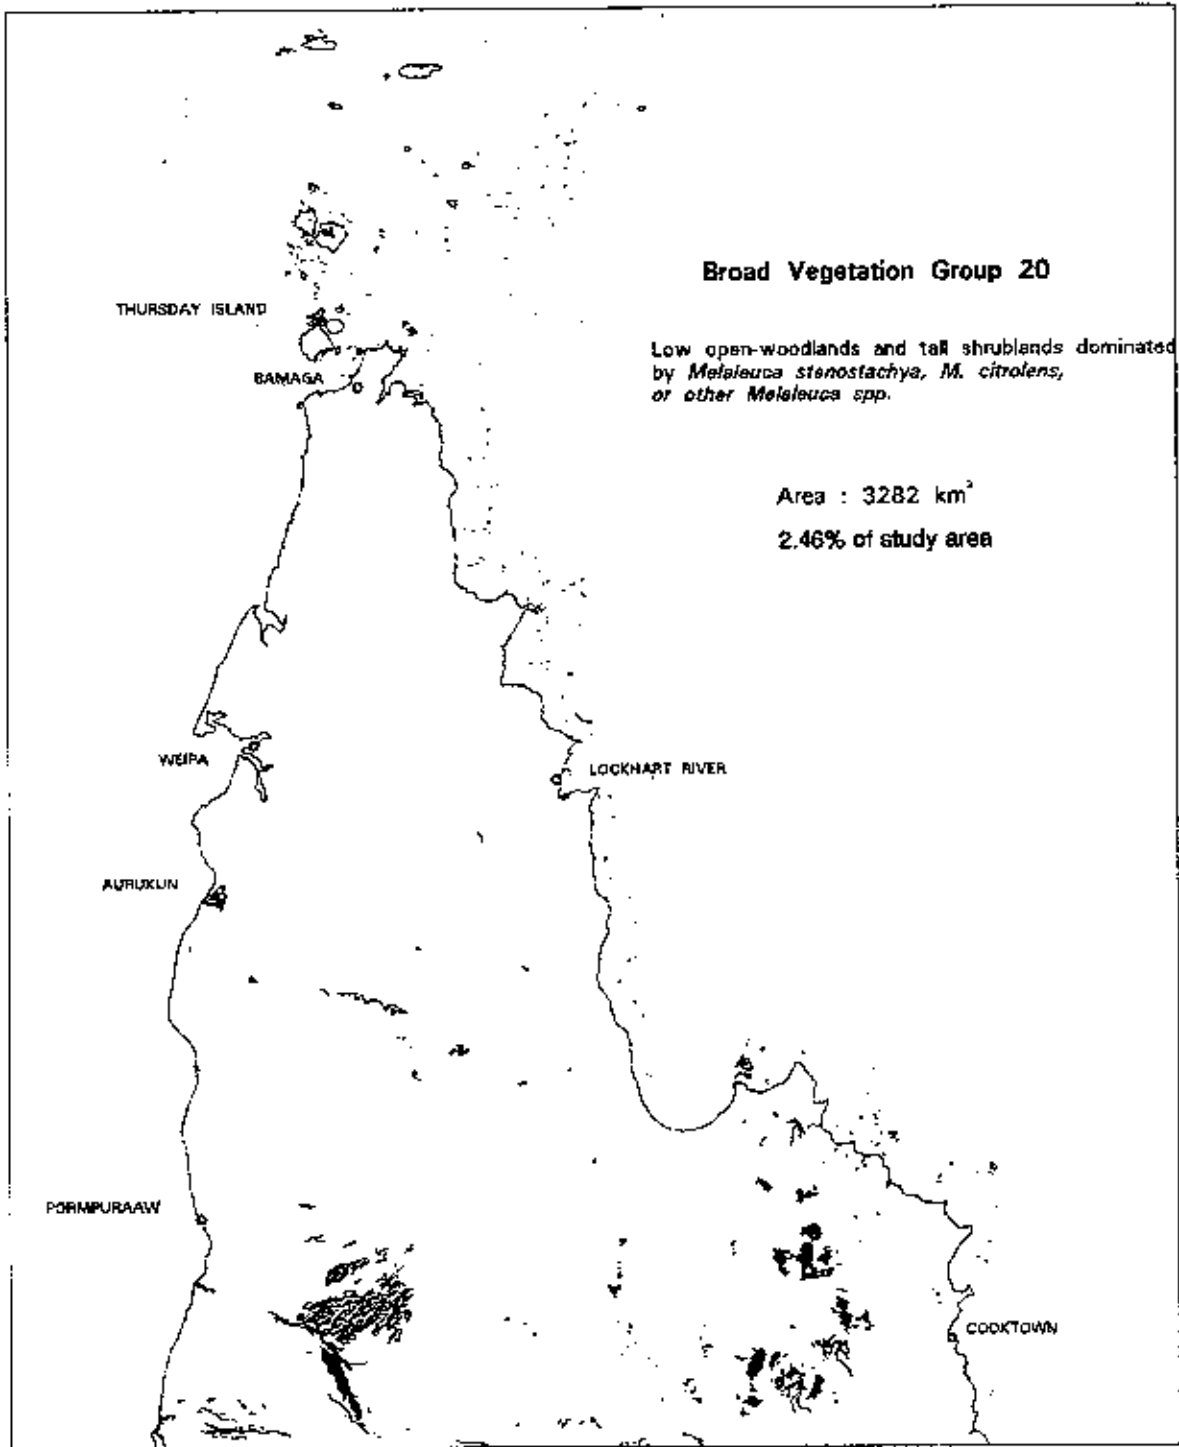 Broad Vegetation Group 20
THURSDAY ISLAND
Low open-woodlands and tall shrublands dominated
by Melaleuca stenostachya, M. citrolens,
or other Melaleuca spp.
BAMAGA
Area : 3282 km²
2.46% of study area
WEIPA
LOCKHART RIVER
AURUKUN
PORMPURAAW
COOKTOWN